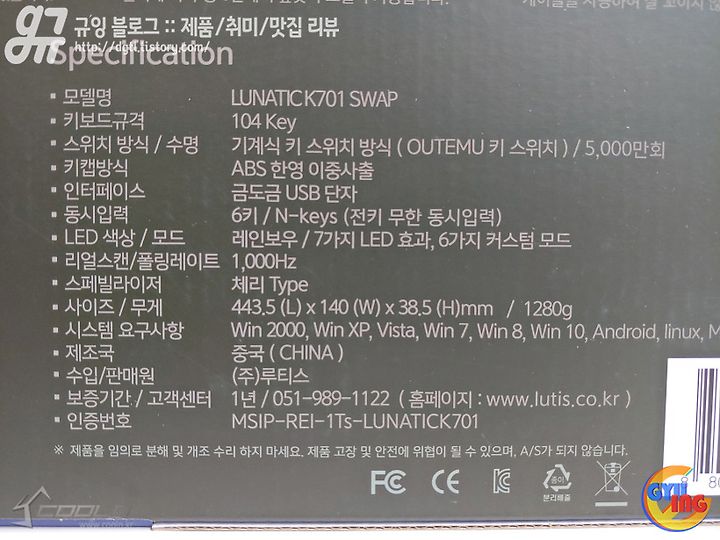 규잉 블로그 :: 제품/취미/맛집 리뷰
http://dgti.tistory.com/
Specification
▪ 모델명 LUNATICK701 SWAP
▪ 키보드규격 104 Key
▪ 스위치 방식 / 수명 기계식 키 스위치 방식 ( OUTEMU 키 스위치 ) / 5,000만회
▪ 키캡방식 ABS 한영 이중사출
▪ 인터페이스 금도금 USB 단자
▪ 동시입력 6키 / N-keys (전키 무한 동시입력)
▪ LED 색상 / 모드 레인보우 / 7가지 LED 효과, 6가지 커스텀 모드
▪ 리얼스캔/폴링레이트 1,000Hz
▪ 스페빌라이저 체리 Type
▪ 사이즈 / 무게 443.5 (L) x 140 (W) x 38.5 (H)mm / 1280g
▪ 시스템 요구사항 Win 2000, Win XP, Vista, Win 7, Win 8, Win 10, Android, linux, M
▪ 제조국 중국 ( CHINA )
▪ 수입/판매원 (주)루티스
▪ 보증기간 / 고객센터 1년 / 051-989-1122 ( 홈페이지 : www.lutis.co.kr )
▪ 인증번호 MSIP-REI-1Ts-LUNATICK701
※ 제품을 임의로 분해 및 개조 수리 하지 마세요. 제품 고장 및 안전에 위협이 될 수 있으며, A/S가 되지 않습니다.
FC CE
종이
분리배출
8 80
GYU
ING